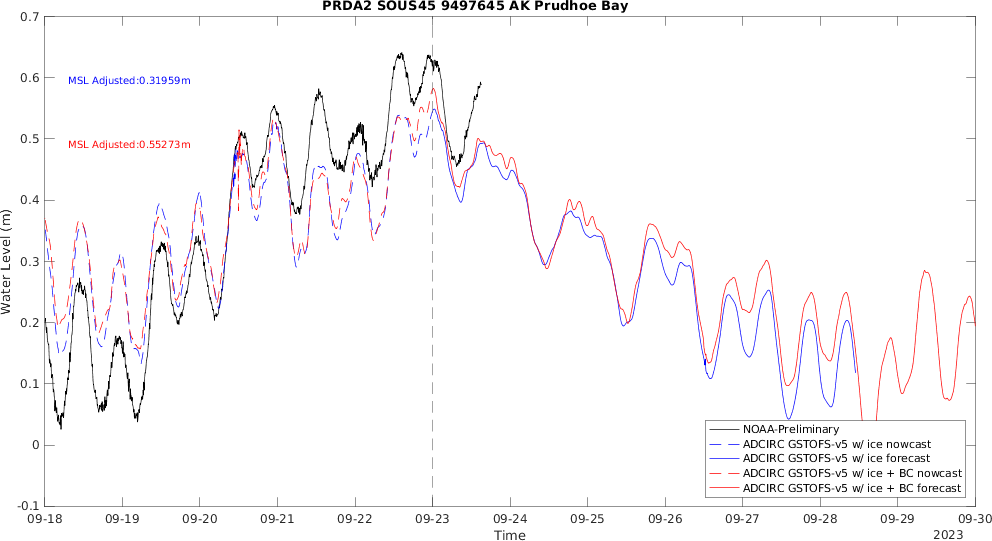 PRDA2 SOUS45 9497645 AK Prudhoe Bay
MSL Adjusted:0.31959m
MSL Adjusted:0.55273m
Water Level (m)
0.7
0.6
0.5
0.4
0.3
0.2
0.1
0
-0.1
NOAA-Preliminary
ADCIRC GSTOFS-v5 w/ ice nowcast
ADCIRC GSTOFS-v5 w/ ice forecast
ADCIRC GSTOFS-v5 w/ ice + BC nowcast
ADCIRC GSTOFS-v5 w/ ice + BC forecast
09-18 09-19 09-20 09-21 09-22 09-23 09-24 09-25 09-26 09-27 09-28 09-29 09-30
Time
2023